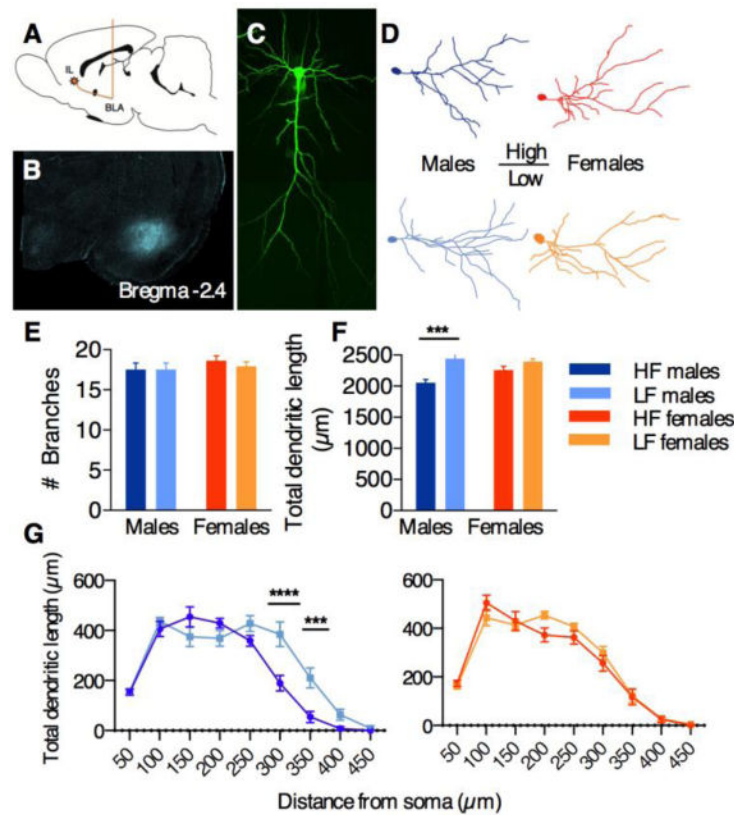 A
IL
BLA
B
Bregma -2.4
C
D
Males High Females
Low
E
# Branches
20
15
10
5
0
Males Females
F
***
Total dendritic length
(µm)
2500
2000
1500
1000
500
0
Males Females
HF males
LF males
HF females
LF females
G
Total dendritic length (µm)
600
400
200
0
****
***
50 100 150 200 250 300 350 400 450
600
400
200
0
50 100 150 200 250 300 350 400 450
Distance from soma (µm)